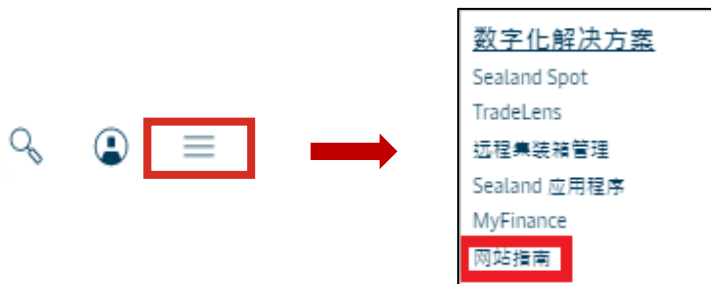 数字化解决方案
Sealand Spot
TradeLens
远程集装箱管理
Sealand 应用程序
MyFinance
网站指南